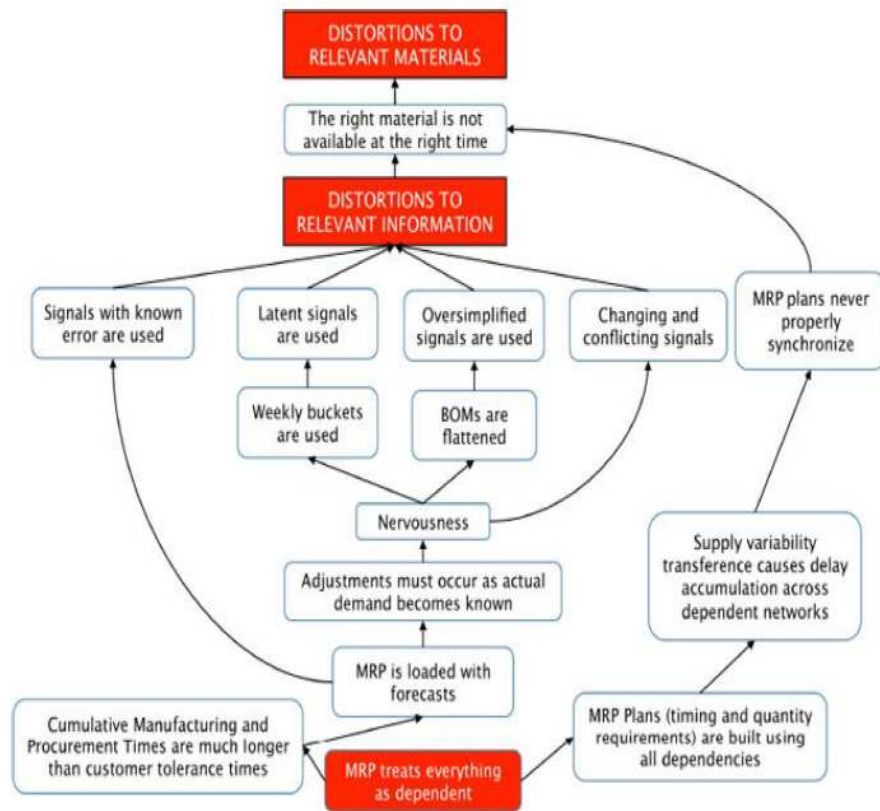 DISTORTIONS TO
RELEVANT MATERIALS
The right material is not
available at the right time
DISTORTIONS TO
RELEVANT INFORMATION
Signals with known
error are used
Latent signals
are used
Oversimplified
signals are used
Changing and
conflicting signals
MRP plans never
properly
synchronize
Weekly buckets
are used
BOMs are
flattened
Nervousness
Supply variability
transference causes delay
accumulation across
dependent networks
Adjustments must occur as actual
demand becomes known
MRP is loaded with
forecasts
Cumulative Manufacturing and
Procurement Times are much longer
than customer tolerance times
MRP treats everything
as dependent
MRP Plans (timing and quantity
requirements) are built using
all dependencies